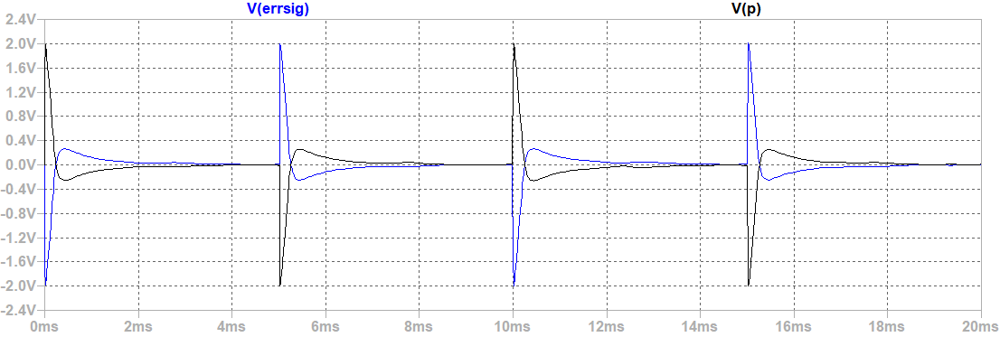 V(errsig) V(p)
2.4V
2.0V
1.6V
1.2V
0.8V
0.4V
0.0V
-0.4V
-0.8V
-1.2V
-1.6V
-2.0V
-2.4V
0ms 2ms 4ms 6ms 8ms 10ms 12ms 14ms 16ms 18ms 20ms